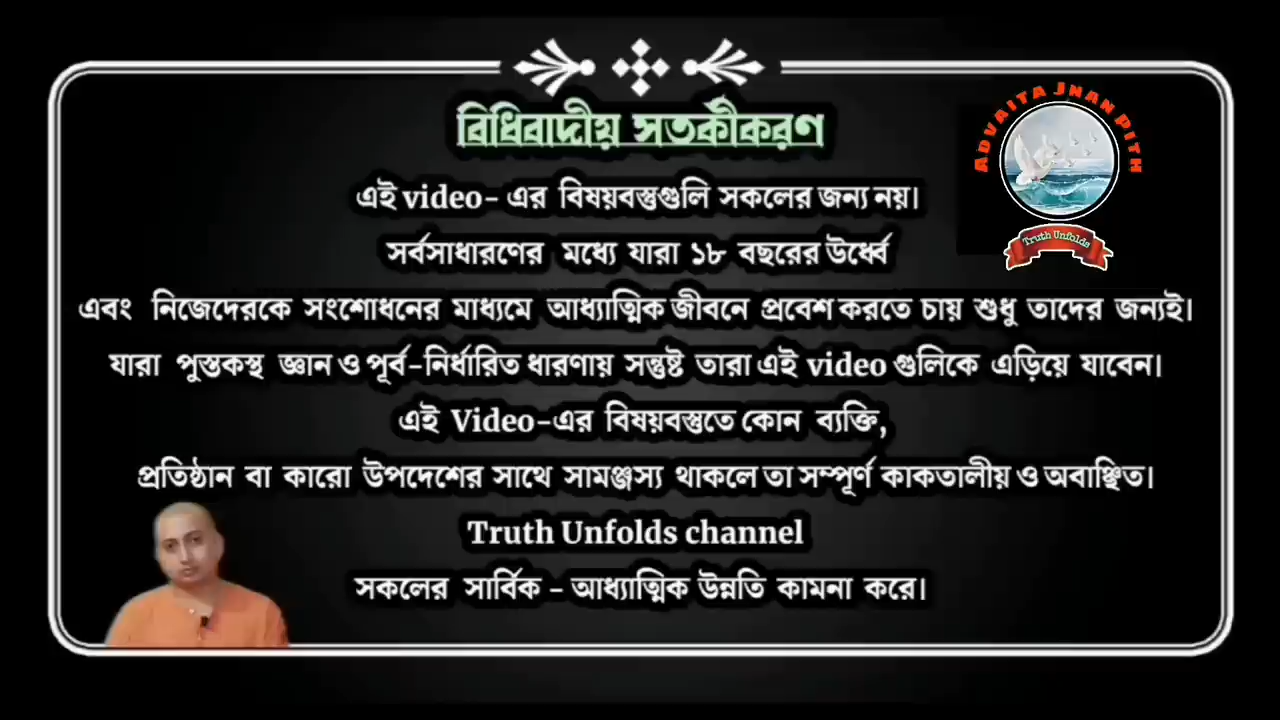 বিধিবাদীয় সতর্কীকরণ
ADVAITA JNAN PITH
Truth Unfolds
এই video- এর বিষয়বস্তুগুলি সকলের জন্য নয়।
সর্বসাধারণের মধ্যে যারা ১৮ বছরের উর্ধ্বে
এবং নিজেদেরকে সংশোধনের মাধ্যমে আধ্যাত্মিক জীবনে প্রবেশ করতে চায় শুধু তাদের জন্যই।
যারা পুস্তকস্থ জ্ঞান ও পূর্ব-নির্ধারিত ধারণায় সন্তুষ্ট তারা এই video গুলিকে এড়িয়ে যাবেন।
এই Video-এর বিষয়বস্তুতে কোন ব্যক্তি,
প্রতিষ্ঠান বা কারো উপদেশের সাথে সামঞ্জস্য থাকলে তা সম্পূর্ণ কাকতালীয় ও অবাঞ্ছিত।
Truth Unfolds channel
সকলের সার্বিক - আধ্যাত্মিক উন্নতি কামনা করে।